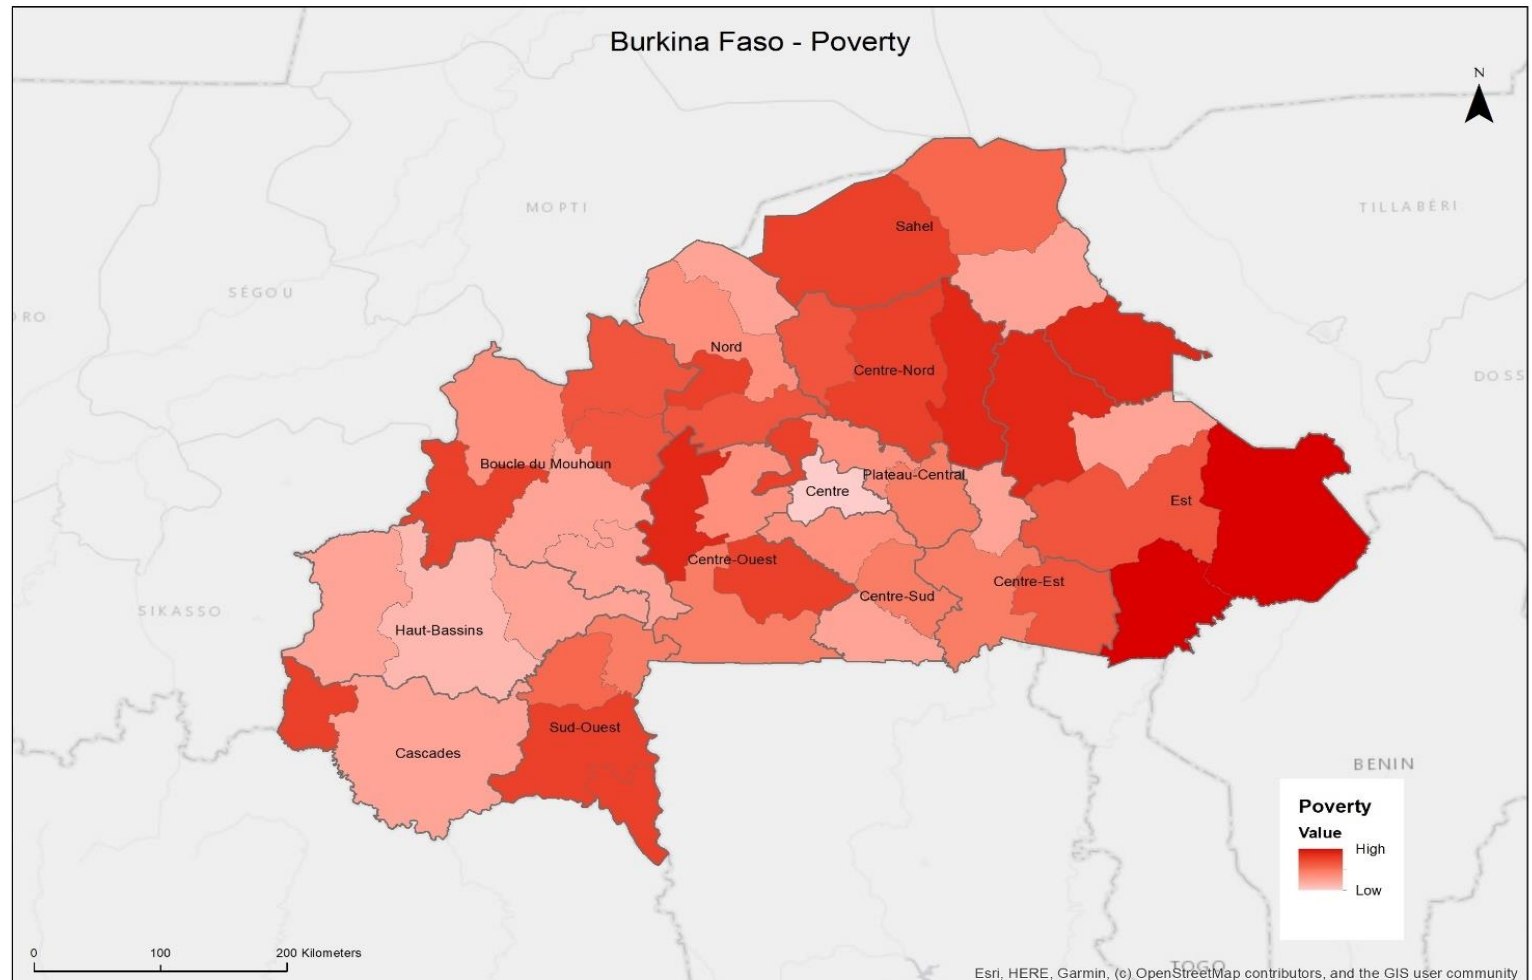 Burkina Faso - Poverty
N
MOPTI
TILLABÉRI
Sahel
SÉGOU
Nord
Centre-Nord
DOSS
Boucle du Mouhoun
Plateau-Central
Centre
Est
Centre-Ouest
Centre-Est
Centre-Sud
SIKASSO
Haut-Bassins
Sud-Ouest
Cascades
BENIN
Poverty
Value
High
Low
0 100 200 Kilometers
TOGO
Esri, HERE, Garmin, (c) OpenStreetMap contributors, and the GIS user community